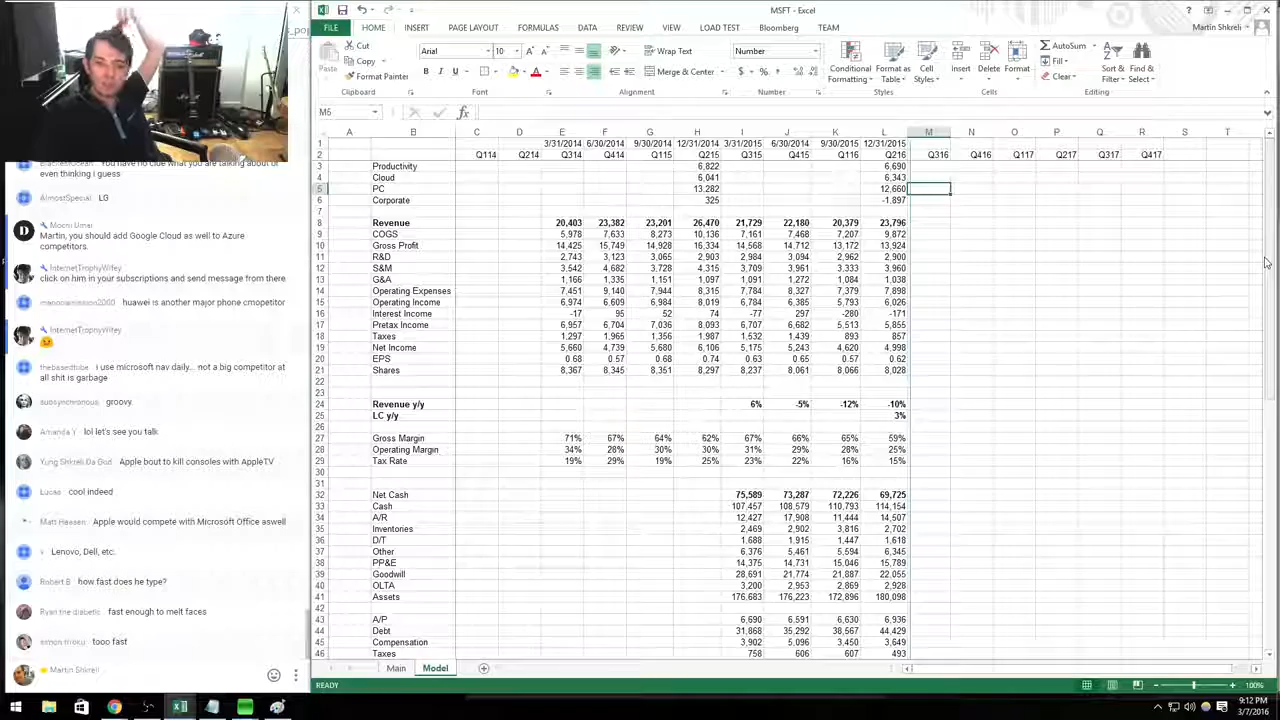 MSFT - Excel
FILE HOME INSERT PAGE LAYOUT FORMULAS DATA REVIEW VIEW LOAD TEST Bloomberg TEAM Martin Shkreli
Paste Cut Copy Format Painter
Arial 10
Wrap Text
Merge & Center
Number
Conditional Formatting Format as Table Cell Styles
Insert Delete Format
AutoSum Fill Clear
Sort & Filter Find & Select
Clipboard Font Alignment Number Styles Cells Editing
M5
A B C D E F G H I J K L M N O P Q R S T
1 3/31/2014 6/30/2014 9/30/2014 12/31/2014 3/31/2015 6/30/2015 9/30/2015 12/31/2015
2 Q114 Q214 Q314 Q414 Q115 Q215 Q315 Q415 Q116 Q216 Q316 Q416 Q117 Q217 Q317 Q417
3 Productivity 6,822 6,690
4 Cloud 6,041 6,343
5 PC 13,282 12,660
6 Corporate 325 -1,897
7
8 Revenue 20,403 23,382 23,201 26,470 21,729 22,180 20,379 23,796
9 COGS 5,978 7,633 8,273 10,136 7,161 7,468 7,207 9,872
10 Gross Profit 14,425 15,749 14,928 16,334 14,568 14,712 13,172 13,924
11 R&D 2,743 3,123 3,065 2,903 2,984 3,094 2,962 2,900
12 S&M 3,542 4,682 3,728 4,315 3,709 3,961 3,333 3,960
13 G&A 1,166 1,335 1,151 1,097 1,091 1,272 1,084 1,038
14 Operating Expenses 7,451 9,140 7,944 8,315 7,784 8,327 7,379 7,898
15 Operating Income 6,974 6,609 6,984 8,019 6,784 6,385 5,793 6,026
16 Interest Income -17 95 52 74 -77 297 -280 -171
17 Pretax Income 6,957 6,704 7,036 8,093 6,707 6,682 5,513 5,855
18 Taxes 1,297 1,965 1,356 1,987 1,532 1,439 893 857
19 Net Income 5,660 4,739 5,680 6,106 5,175 5,243 4,620 4,998
20 EPS 0.68 0.57 0.68 0.74 0.63 0.65 0.57 0.62
21 Shares 8,367 8,345 8,351 8,297 8,237 8,061 8,066 8,028
22
23
24 Revenue y/y 6% -5% -12% -10%
25 LC y/y 3%
26
27 Gross Margin 71% 67% 64% 62% 67% 66% 65% 59%
28 Operating Margin 34% 28% 30% 30% 31% 29% 28% 25%
29 Tax Rate 19% 29% 19% 25% 23% 22% 16% 15%
30
31
32 Net Cash 75,589 73,287 72,226 69,725
33 Cash 107,457 108,579 110,793 114,154
34 A/R 12,427 17,908 11,444 14,507
35 Inventories 2,469 2,902 3,816 2,702
36 D/T 1,688 1,915 1,447 1,618
37 Other 6,376 5,461 5,594 6,345
38 PP&E 14,375 14,731 15,046 15,789
39 Goodwill 28,691 21,774 21,887 22,055
40 OLTA 3,200 2,953 2,869 2,928
41 Assets 176,683 176,223 172,896 180,098
42
43 A/P 6,690 6,591 6,630 6,936
44 Debt 31,868 35,292 38,567 44,429
45 Compensation 3,902 5,096 3,450 3,649
46 Taxes 758 606 607 493
Main Model
READY 100%
You have no clue what you are talking about or
even thinking I guess
AlmostSpecial LG
Mochi Umar
Martin, you should add Google Cloud as well to Azure
competitors.
InternetTrophyWifey
click on him in your subscriptions and send message from there
huawei is another major phone cmpetitor
InternetTrophyWifey
thebasedtube i use microsoft nav daily... not a big competitor at
all shit is garbage
subsynchronous, groovy.
Amanda Y lol let's see you talk
Yung Shkreli Da God Apple bout to kill consoles with AppleTV
Lucas cool indeed
Matt Hassen Apple would compete with Microsoft Office aswell
v Lenovo, Dell, etc.
Robert B how fast does he type?
Ryan the diabetic fast enough to melt faces
tooo fast
Martin Shkreli
9:12 PM
3/7/2016